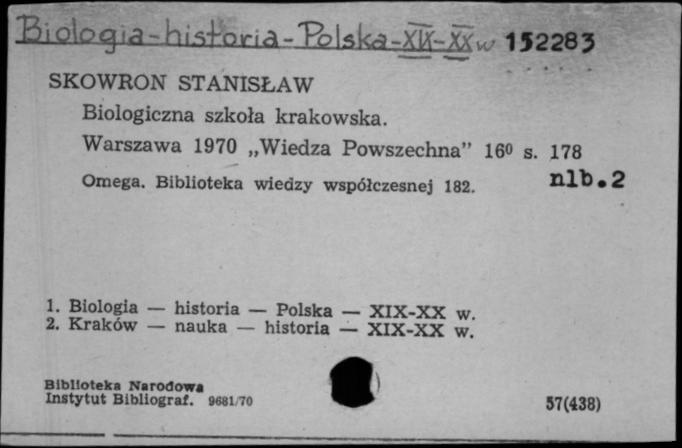 Biologia-historia-Polska-XIX-XX w 152283
SKOWRON STANISŁAW
Biologiczna szkoła krakowska.
Warszawa 1970 „Wiedza Powszechna” 16⁰ s. 178
Omega. Biblioteka wiedzy współczesnej 182. nlb.2
1. Biologia — historia — Polska — XIX-XX w.
2. Kraków — nauka — historia — XIX-XX w.
Biblioteka Narodowa
Instytut Bibliograf. 9681/70 57(438)